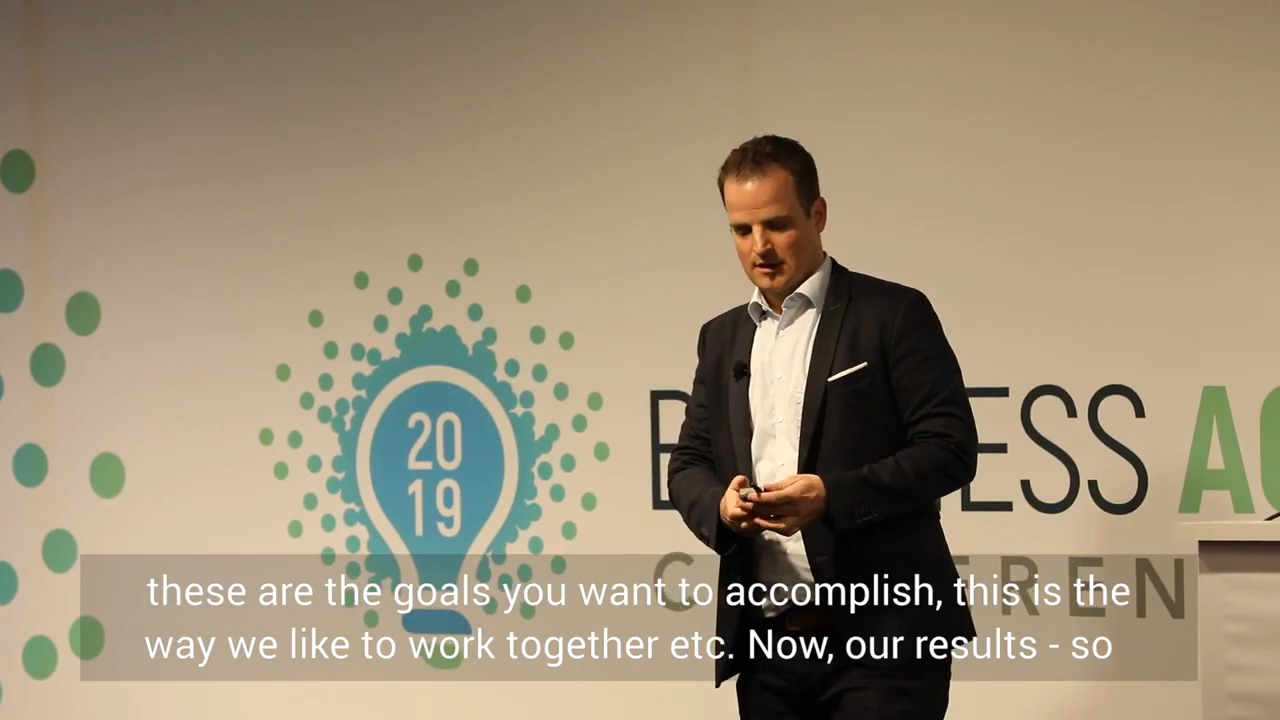 20
19
ESS
these are the goals you want to accomplish, this is the
way we like to work together etc. Now, our results - so